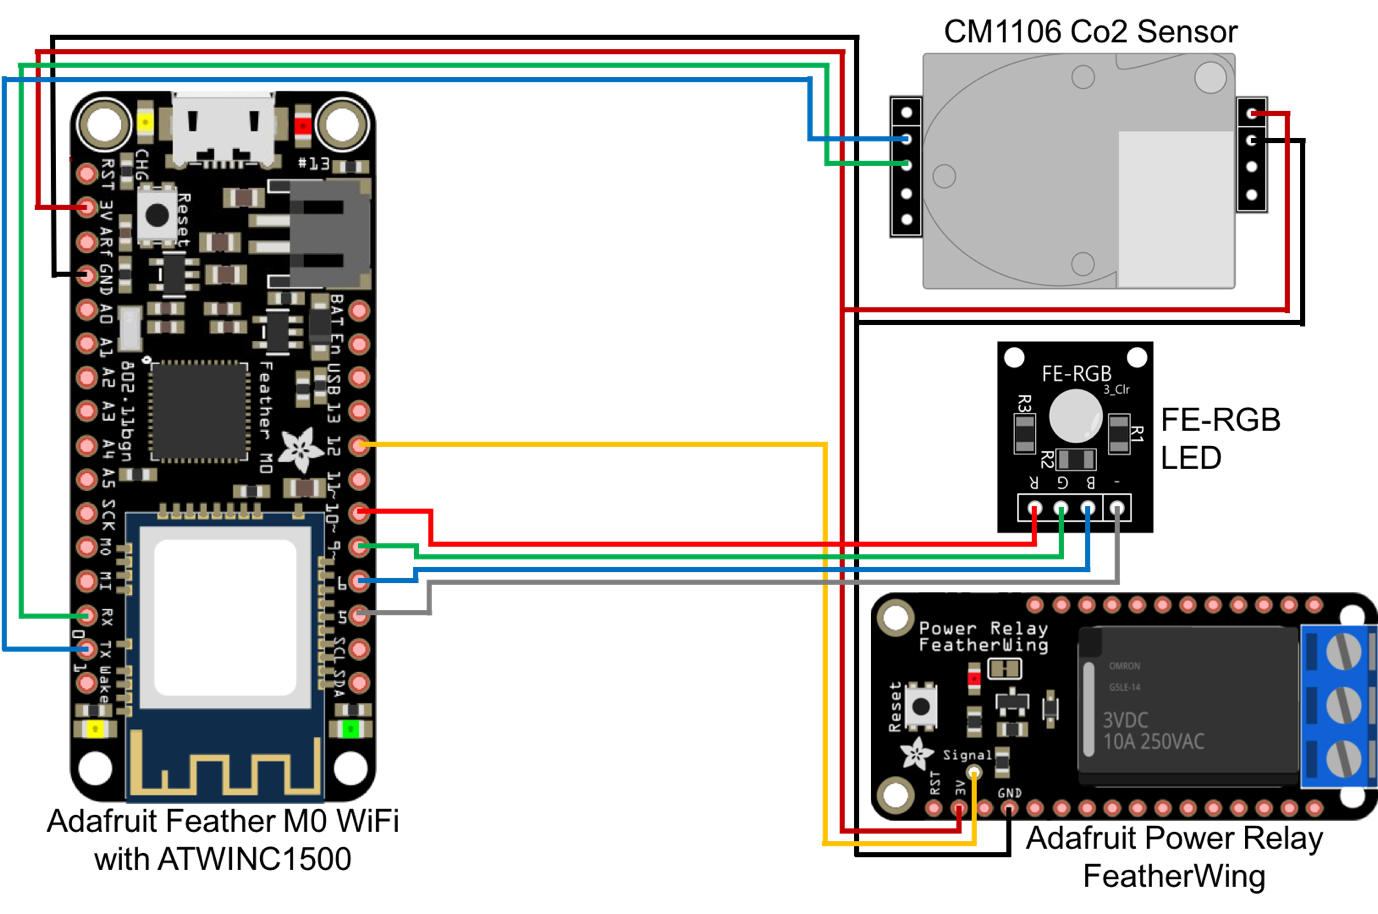 CM1106 Co2 Sensor
#13
CHG
Reset
RST
3V
ARf
GND
A0
A1
A2
A3
A4
A5
SCK
M0
MI
RX
0
TX
1
Wake
802.11bgn
Feather M0
BAT
En
USB
13
12
11~
10~
9~
6
5
SCL
SDA
Adafruit Feather M0 WiFi
with ATWINC1500
FE-RGB
3_Clr
R3
R1
R2
R
G
B
-
FE-RGB
LED
Power Relay
FeatherWing
Reset
Signal
RST
3V
GND
OMRON
G5LE-14
3VDC
10A 250VAC
Adafruit Power Relay
FeatherWing